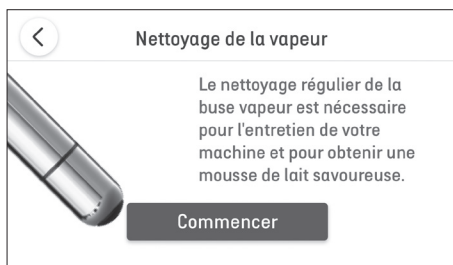 Nettoyage de la vapeur
Le nettoyage régulier de la
buse vapeur est nécessaire
pour l'entretien de votre
machine et pour obtenir une
mousse de lait savoureuse.
Commencer